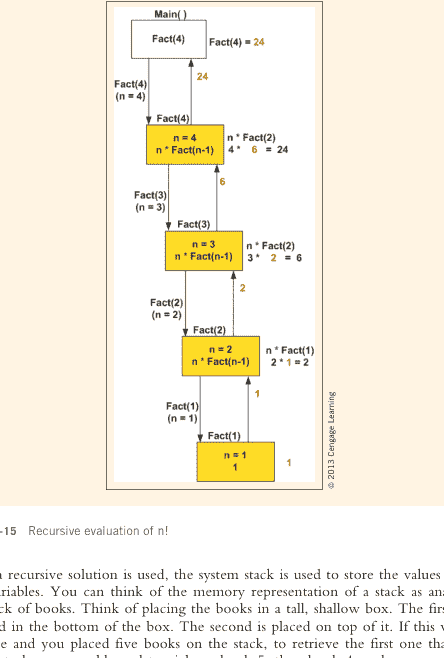 Main( )
Fact(4)
Fact(4) = 24
24
Fact(4)
(n = 4)
Fact(4)
n = 4
n * Fact(n-1)
n * Fact(2)
4 * 6 = 24
6
Fact(3)
(n = 3)
Fact(3)
n = 3
n * Fact(n-1)
n * Fact(2)
3 * 2 = 6
2
Fact(2)
(n = 2)
Fact(2)
n = 2
n * Fact(n-1)
n * Fact(1)
2 * 1 = 2
1
Fact(1)
(n = 1)
Fact(1)
n = 1
1
1
© 2013 Cengage Learning
-15 Recursive evaluation of n!
a recursive solution is used, the system stack is used to store the values
riables. You can think of the memory representation of a stack as ana
ck of books. Think of placing the books in a tall, shallow box. The firs
d in the bottom of the box. The second is placed on top of it. If this w
e and you placed five books on the stack, to retrieve the first one tha